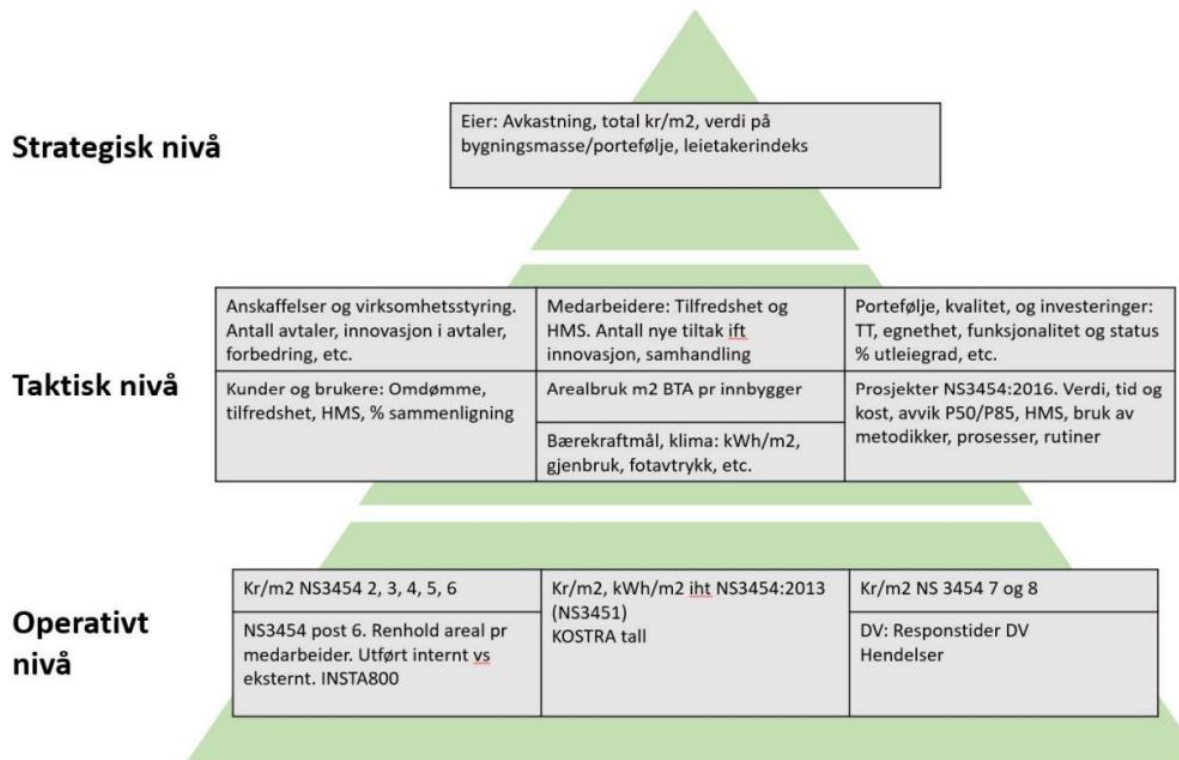 Strategisk nivå
Eier: Avkastning, total kr/m2, verdi på
bygningsmasse/portefølje, leietakerindeks
Taktisk nivå
Anskaffelser og virksomhetsstyring.
Antall avtaler, innovasjon i avtaler,
forbedring, etc.
Medarbeidere: Tilfredshet og
HMS. Antall nye tiltak ift
innovasjon, samhandling
Portefølje, kvalitet, og investeringer:
TT, egnethet, funksjonalitet og status
% utleiegrad, etc.
Kunder og brukere: Omdømme,
tilfredshet, HMS, % sammenligning
Arealbruk m2 BTA pr innbygger
Bærekraftmål, klima: kWh/m2,
gjenbruk, fotavtrykk, etc.
Prosjekter NS3454:2016. Verdi, tid og
kost, avvik P50/P85, HMS, bruk av
metodikker, prosesser, rutiner
Operativt
nivå
Kr/m2 NS3454 2, 3, 4, 5, 6
NS3454 post 6. Renhold areal pr
medarbeider. Utført internt vs
eksternt. INSTA800
Kr/m2, kWh/m2 iht NS3454:2013
(NS3451)
KOSTRA tall
Kr/m2 NS 3454 7 og 8
DV: Responstider DV
Hendelser